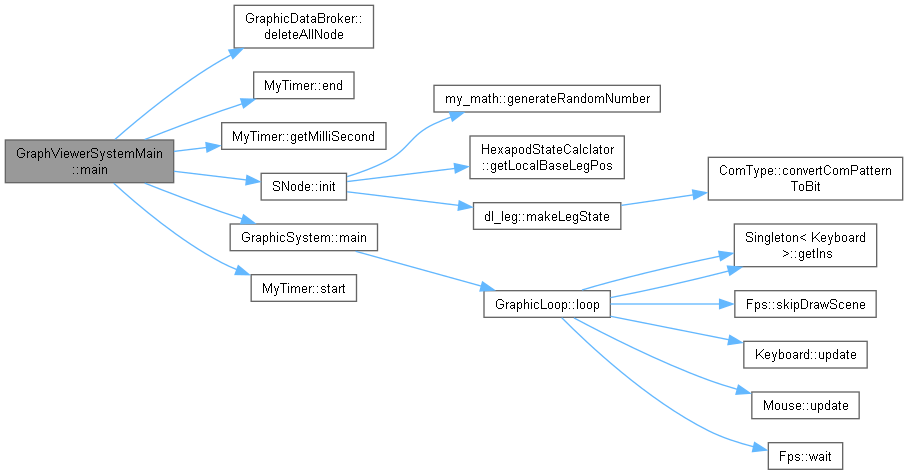 GraphicDataBroker::
deleteAllNode
MyTimer::end
my_math::generateRandomNumber
MyTimer::getMilliSecond
HexapodStateCalclator
::getLocalBaseLegPos
GraphViewerSystemMain
::main
ComType::convertComPattern
ToBit
SNode::init
dl_leg::makeLegState
GraphicSystem::main
Singleton< Keyboard
>::getIns
MyTimer::start
GraphicLoop::loop
Fps::skipDrawScene
Keyboard::update
Mouse::update
Fps::wait